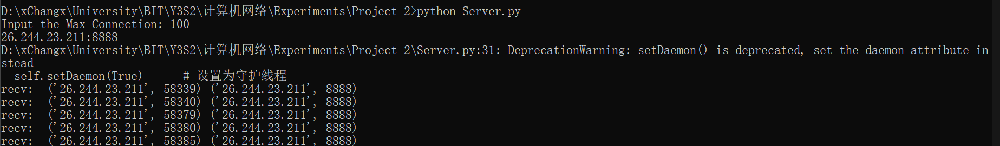 D:\xChangx\University\BIT\Y3S2\计算机网络\Experiments\Project 2>python Server.py
Input the Max Connection: 100
26.244.23.211:8888
D:\xChangx\University\BIT\Y3S2\计算机网络\Experiments\Project 2\Server.py:31: DeprecationWarning: setDaemon() is deprecated, set the daemon attribute in
stead
  self.setDaemon(True)      # 设置为守护线程
recv:  ('26.244.23.211', 58339) ('26.244.23.211', 8888)
recv:  ('26.244.23.211', 58340) ('26.244.23.211', 8888)
recv:  ('26.244.23.211', 58379) ('26.244.23.211', 8888)
recv:  ('26.244.23.211', 58380) ('26.244.23.211', 8888)
recv:  ('26.244.23.211', 58385) ('26.244.23.211', 8888)